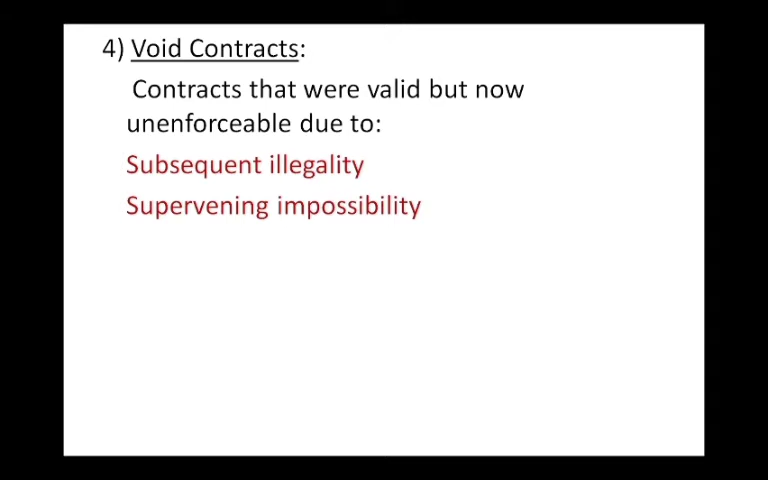 4) Void Contracts:
Contracts that were valid but now
unenforceable due to:
Subsequent illegality
Supervening impossibility